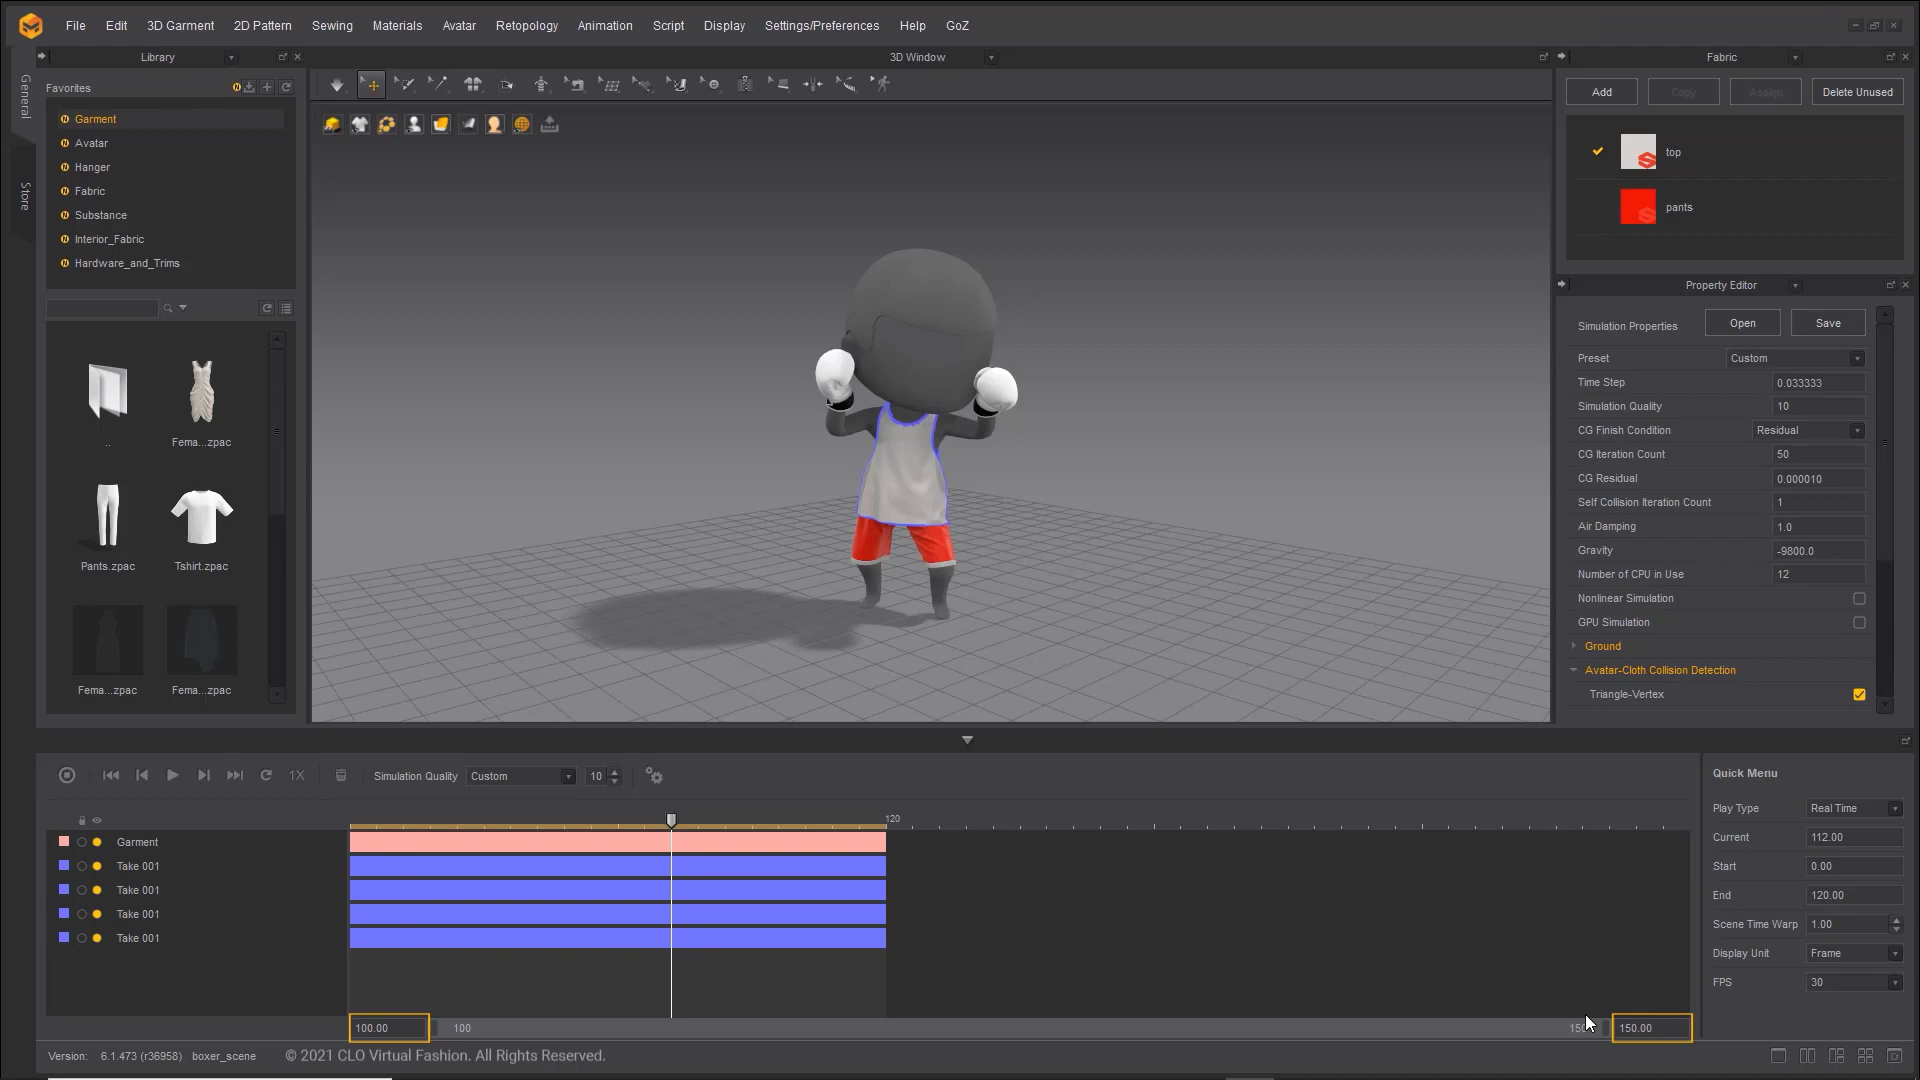 File Edit 3D Garment 2D Pattern Sewing Materials Avatar Retopology Animation Script Display Settings/Preferences Help GoZ
Library
3D Window
Fabric
General
Store
Favorites
Garment
Avatar
Hanger
Fabric
Substance
Interior_Fabric
Hardware_and_Trims
..
Fema...zpac
Pants.zpac
Tshirt.zpac
Fema...zpac
Fema...zpac
Add Copy Assign Delete Unused
top
pants
Property Editor
Simulation Properties Open Save
Preset Custom
Time Step 0.033333
Simulation Quality 10
CG Finish Condition Residual
CG Iteration Count 50
CG Residual 0.000010
Self Collision Iteration Count 1
Air Damping 1.0
Gravity -9800.0
Number of CPU in Use 12
Nonlinear Simulation
GPU Simulation
Ground
Avatar-Cloth Collision Detection
Triangle-Vertex
1X Simulation Quality Custom 10
120
Garment
Take 001
Take 001
Take 001
Take 001
100.00 100 150.00
Quick Menu
Play Type Real Time
Current 112.00
Start 0.00
End 120.00
Scene Time Warp 1.00
Display Unit Frame
FPS 30
Version: 6.1.473 (r36958) boxer_scene © 2021 CLO Virtual Fashion. All Rights Reserved.